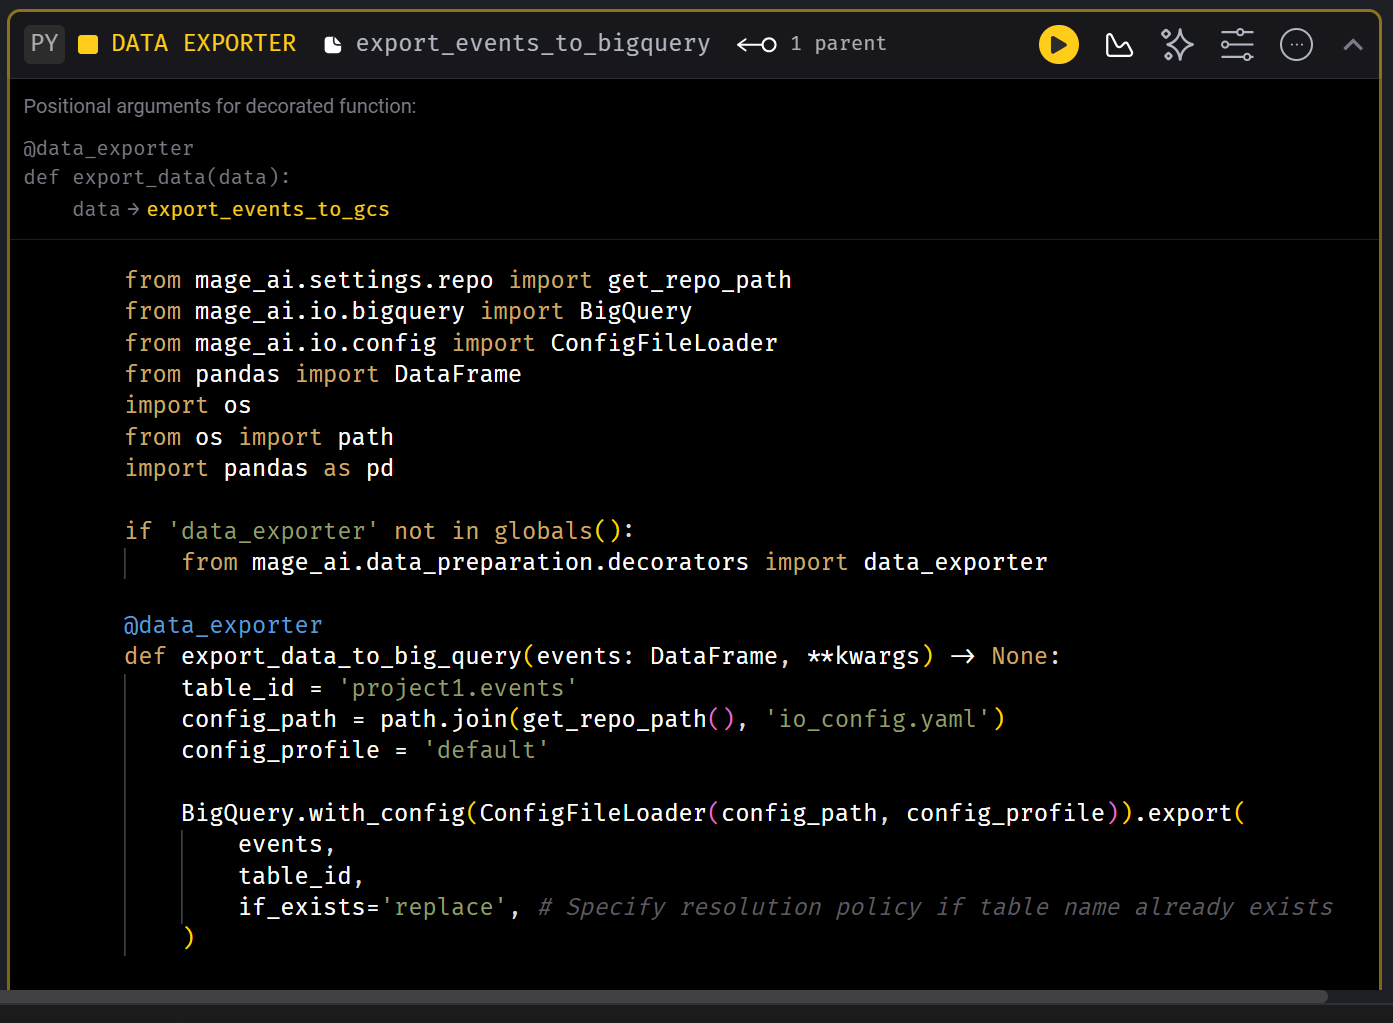 PY DATA EXPORTER export_events_to_bigquery 1 parent
Positional arguments for decorated function:
@data_exporter
def export_data(data):
    data → export_events_to_gcs
from mage_ai.settings.repo import get_repo_path
from mage_ai.io.bigquery import BigQuery
from mage_ai.io.config import ConfigFileLoader
from pandas import DataFrame
import os
from os import path
import pandas as pd

if 'data_exporter' not in globals():
    from mage_ai.data_preparation.decorators import data_exporter

@data_exporter
def export_data_to_big_query(events: DataFrame, **kwargs) -> None:
    table_id = 'project1.events'
    config_path = path.join(get_repo_path(), 'io_config.yaml')
    config_profile = 'default'

    BigQuery.with_config(ConfigFileLoader(config_path, config_profile)).export(
        events,
        table_id,
        if_exists='replace', # Specify resolution policy if table name already exists
    )